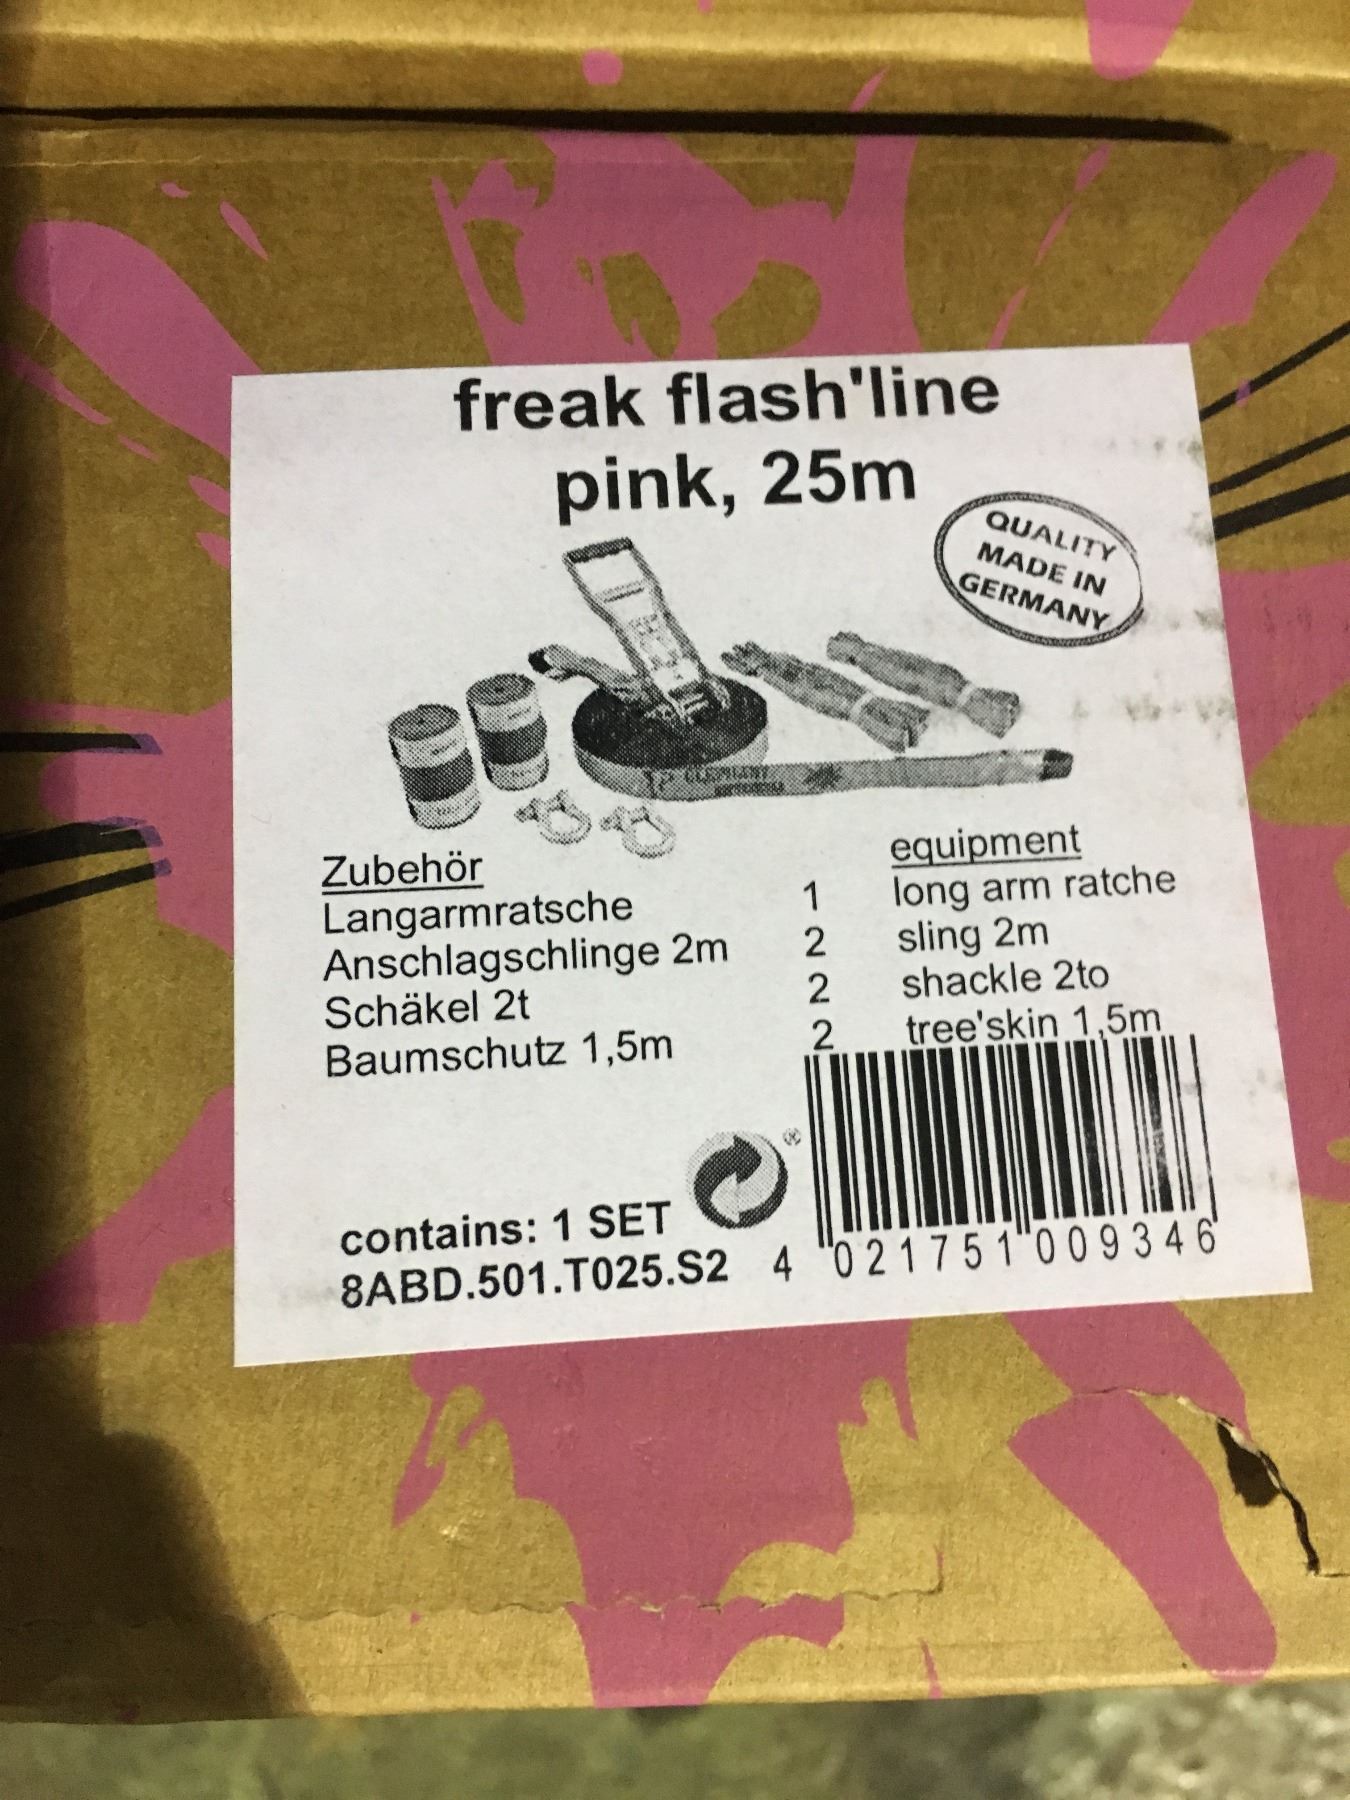 freak flash'line
pink, 25m
QUALITY
MADE IN
GERMANY
Zubehör
equipment
Langarmratsche 1 long arm ratche
Anschlagschlinge 2m 2 sling 2m
Schäkel 2t 2 shackle 2to
Baumschutz 1,5m 2 tree'skin 1,5m
®
contains: 1 SET
8ABD.501.T025.S2
4 021751 009346